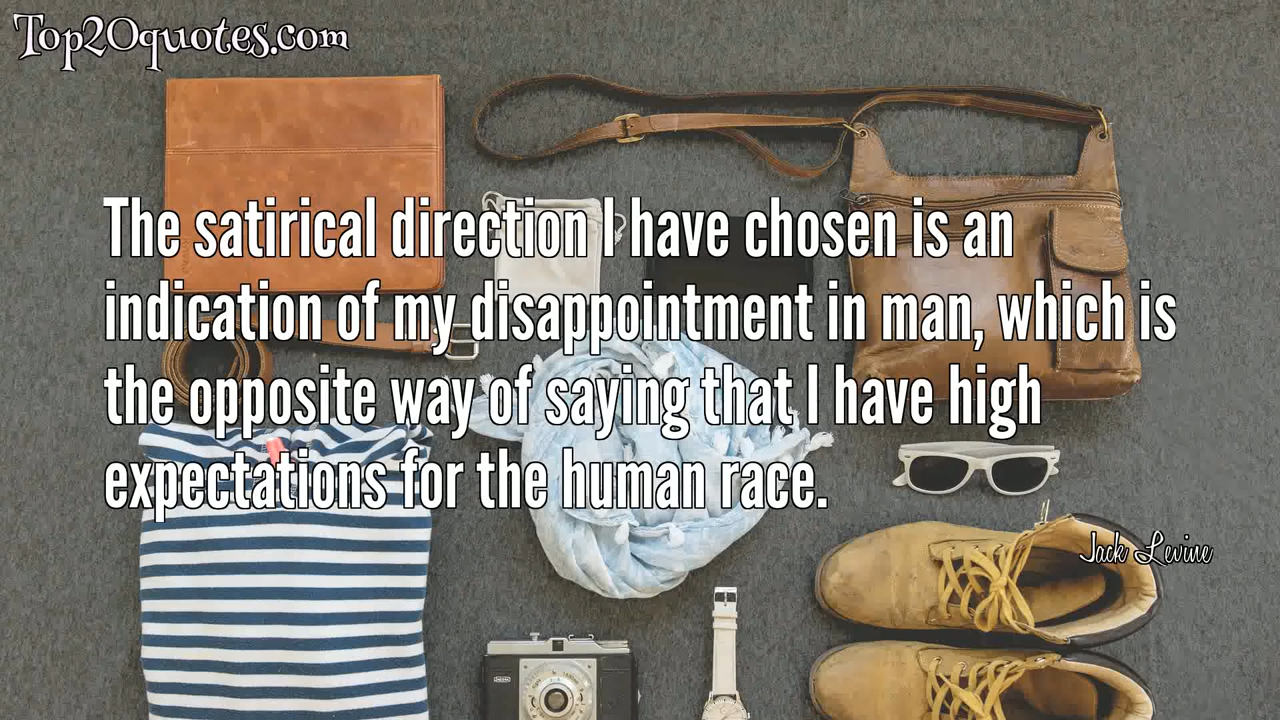 Top20quotes.com
The satirical direction I have chosen is an
indication of my disappointment in man, which is
the opposite way of saying that I have high
expectations for the human race.
Jack Levine